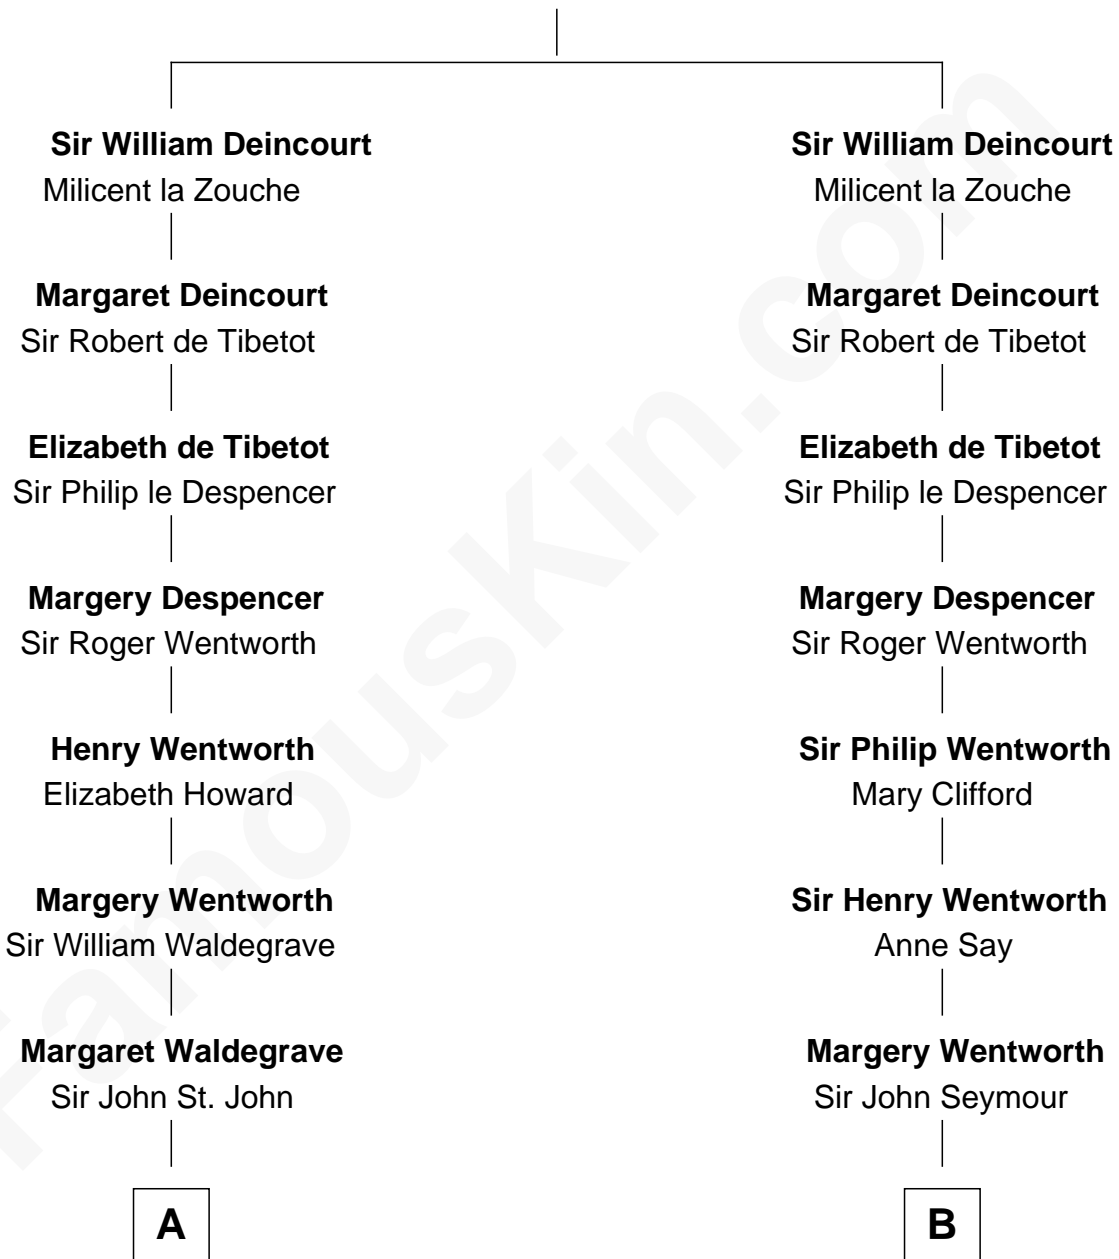 Sir William Deincourt
Milicent la Zouche
Margaret Deincourt
Sir Robert de Tibetot
Elizabeth de Tibetot
Sir Philip le Despencer
Margery Despencer
Sir Roger Wentworth
Henry Wentworth
Elizabeth Howard
Margery Wentworth
Sir William Waldegrave
Margaret Waldegrave
Sir John St. John
A
Sir William Deincourt
Milicent la Zouche
Margaret Deincourt
Sir Robert de Tibetot
Elizabeth de Tibetot
Sir Philip le Despencer
Margery Despencer
Sir Roger Wentworth
Sir Philip Wentworth
Mary Clifford
Sir Henry Wentworth
Anne Say
Margery Wentworth
Sir John Seymour
B
FamousKin.com